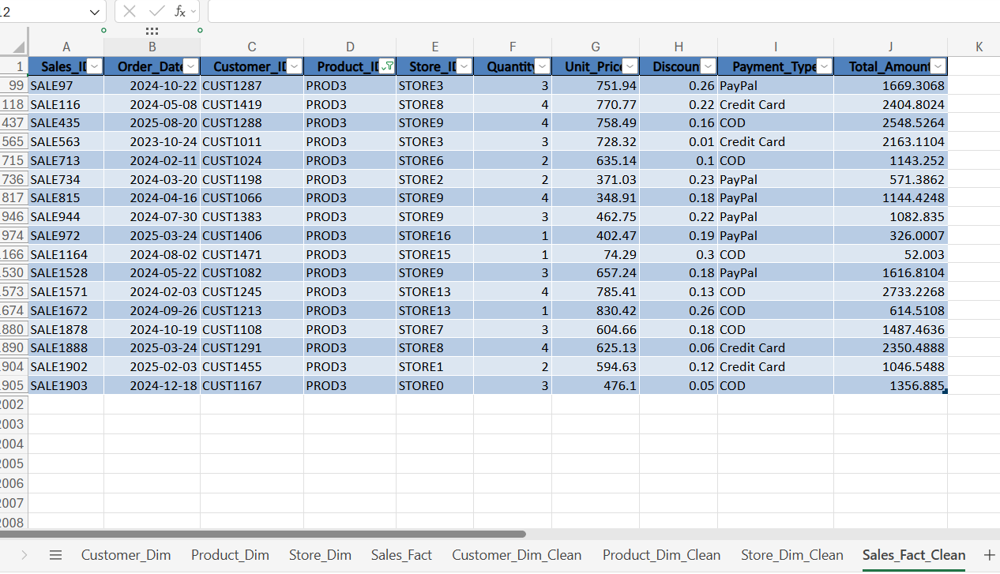 .2 fx
A B C D E F G H I J K
1 Sales_ID Order_Date Customer_ID Product_ID Store_ID Quantity Unit_Price Discoun Payment_Type Total_Amount
99 SALE97 2024-10-22 CUST1287 PROD3 STORE3 3 751.94 0.26 PayPal 1669.3068
118 SALE116 2024-05-08 CUST1419 PROD3 STORE8 4 770.77 0.22 Credit Card 2404.8024
437 SALE435 2025-08-20 CUST1288 PROD3 STORE9 4 758.49 0.16 COD 2548.5264
565 SALE563 2023-10-24 CUST1011 PROD3 STORE3 3 728.32 0.01 Credit Card 2163.1104
715 SALE713 2024-02-11 CUST1024 PROD3 STORE6 2 635.14 0.1 COD 1143.252
736 SALE734 2024-03-20 CUST1198 PROD3 STORE2 2 371.03 0.23 PayPal 571.3862
817 SALE815 2024-04-16 CUST1066 PROD3 STORE9 4 348.91 0.18 PayPal 1144.4248
946 SALE944 2024-07-30 CUST1383 PROD3 STORE9 3 462.75 0.22 PayPal 1082.835
974 SALE972 2025-03-24 CUST1406 PROD3 STORE16 1 402.47 0.19 PayPal 326.0007
166 SALE1164 2024-08-02 CUST1471 PROD3 STORE15 1 74.29 0.3 COD 52.003
530 SALE1528 2024-05-22 CUST1082 PROD3 STORE9 3 657.24 0.18 PayPal 1616.8104
573 SALE1571 2024-02-03 CUST1245 PROD3 STORE13 4 785.41 0.13 COD 2733.2268
674 SALE1672 2024-09-26 CUST1213 PROD3 STORE13 1 830.42 0.26 COD 614.5108
880 SALE1878 2024-10-19 CUST1108 PROD3 STORE7 3 604.66 0.18 COD 1487.4636
890 SALE1888 2025-03-24 CUST1291 PROD3 STORE8 4 625.13 0.06 Credit Card 2350.4888
904 SALE1902 2025-02-03 CUST1455 PROD3 STORE1 2 594.63 0.12 Credit Card 1046.5488
905 SALE1903 2024-12-18 CUST1167 PROD3 STORE0 3 476.1 0.05 COD 1356.885
2002
2003
2004
2005
2006
2007
2008
Customer_Dim Product_Dim Store_Dim Sales_Fact Customer_Dim_Clean Product_Dim_Clean Store_Dim_Clean Sales_Fact_Clean